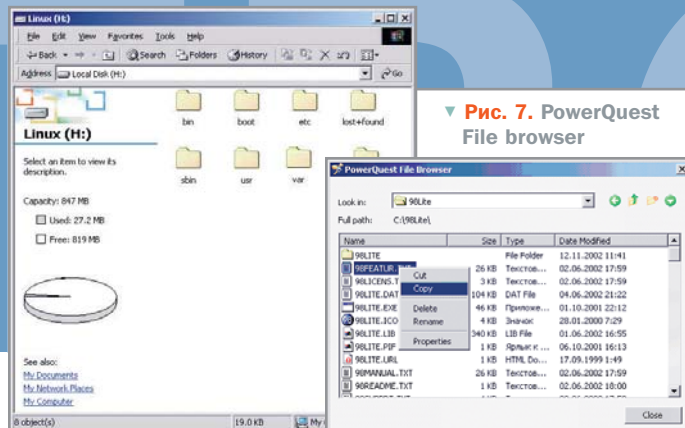 Linux (H:)
File Edit View Favorites Tools Help
Back Search Folders History
Address Local Disk (H:) Go
Linux (H:)
Select an item to view its
description.
Capacity: 847 MB
Used: 27.2 MB
Free: 819 MB
See also:
My Documents
My Network Places
My Computer
bin boot etc lost+found
sbin usr var
8 object(s) 19.0 KB My
▼ Рис. 7. PowerQuest
File browser
PowerQuest File Browser
Look in: 98Lite
Full path: C:\98Lite\
Name Size Type Date Modified
98LITE File Folder 12.11.2002 11:41
98FEATUR.TXT 26 KB Текстов... 02.06.2002 17:59
98LICENS.T 3 KB Текстов... 02.06.2002 17:59
98LITE.DAT 104 KB DAT File 04.06.2002 21:22
98LITE.EXE 46 KB Приложе... 01.10.2001 22:12
98LITE.ICO 4 KB Значок 28.01.2000 7:29
98LITE.LIB 340 KB LIB File 01.06.2002 16:55
98LITE.PIF 1 KB Ярлык к ... 06.10.2001 16:13
98LITE.URL 1 KB HTML Do... 17.09.1999 1:49
98MANUAL.TXT 26 KB Текстов... 02.06.2002 17:59
98README.TXT 1 KB Текстов... 02.06.2002 18:00
Cut
Copy
Delete
Rename
Properties
Close